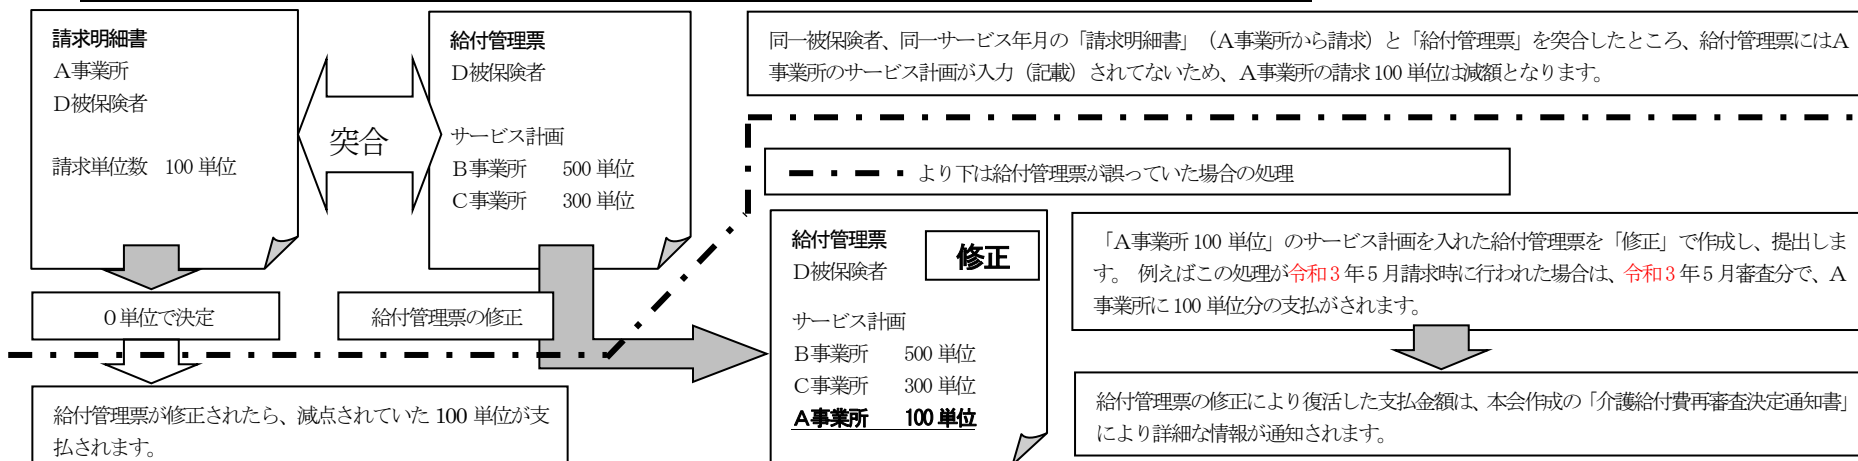 請求明細書
A事業所
D被保険者
請求単位数 100 単位
突合
給付管理票
D被保険者
サービス計画
B事業所 500 単位
C事業所 300 単位
同一被保険者、同一サービス年月の「請求明細書」（A事業所から請求）と「給付管理票」を突合したところ、給付管理票にはA
事業所のサービス計画が入力（記載）されてないため、A事業所の請求 100 単位は減額となります。
より下は給付管理票が誤っていた場合の処理
0 単位で決定
給付管理票の修正
給付管理票が修正されたら、減点されていた 100 単位が支
払されます。
給付管理票
修正
D被保険者
サービス計画
B事業所 500 単位
C事業所 300 単位
A事業所 100 単位
「A事業所 100 単位」のサービス計画を入れた給付管理票を「修正」で作成し、提出しま
す。 例えばこの処理が令和3 年 5 月請求時に行われた場合は、令和3 年 5 月審査分で、A
事業所に 100 単位分の支払がされます。
給付管理票の修正により復活した支払金額は、本会作成の「介護給付費再審査決定通知書」
により詳細な情報が通知されます。